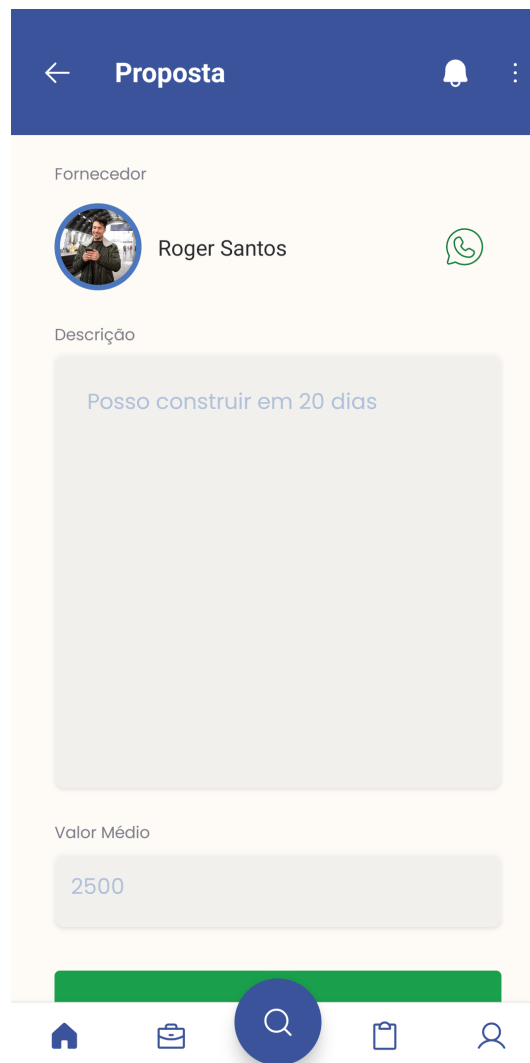 Proposta
Fornecedor
Roger Santos
Descrição
Posso construir em 20 dias
Valor Médio
2500